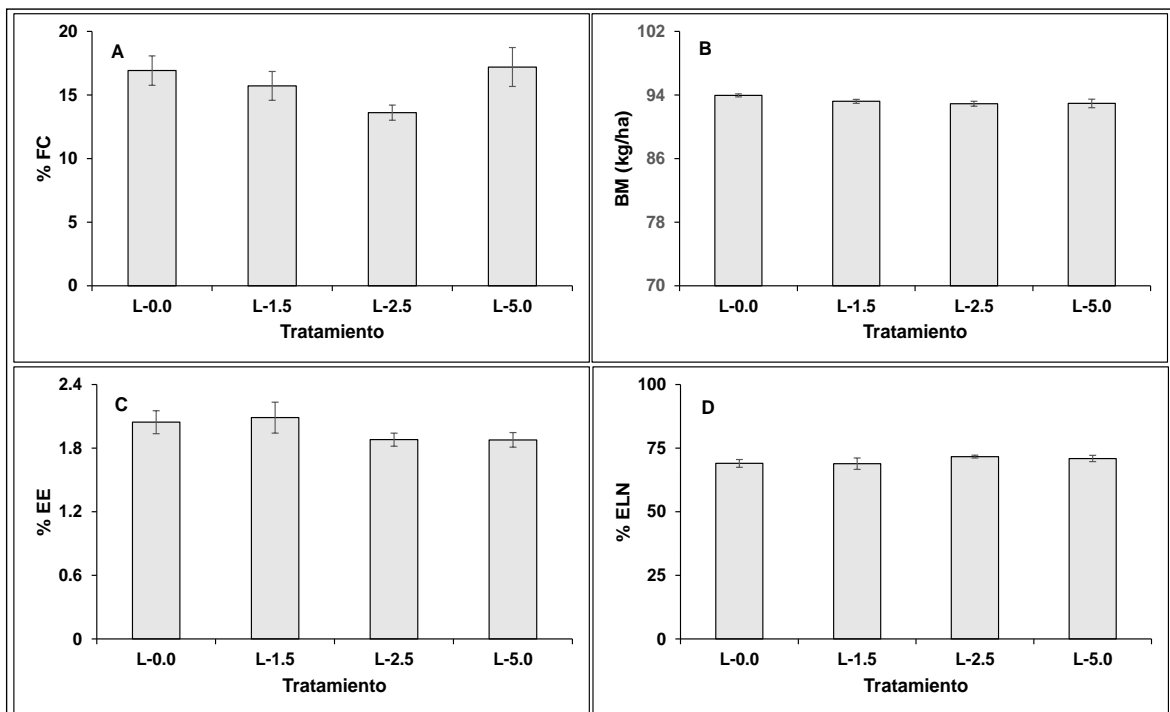 A
% FC
20
15
10
5
0
L-0.0 L-1.5 L-2.5 L-5.0
Tratamiento
B
BM (kg/ha)
102
94
86
78
70
L-0.0 L-1.5 L-2.5 L-5.0
Tratamiento
C
% EE
2.4
1.8
1.2
0.6
0
L-0.0 L-1.5 L-2.5 L-5.0
Tratamiento
D
% ELN
100
75
50
25
0
L-0.0 L-1.5 L-2.5 L-5.0
Tratamiento